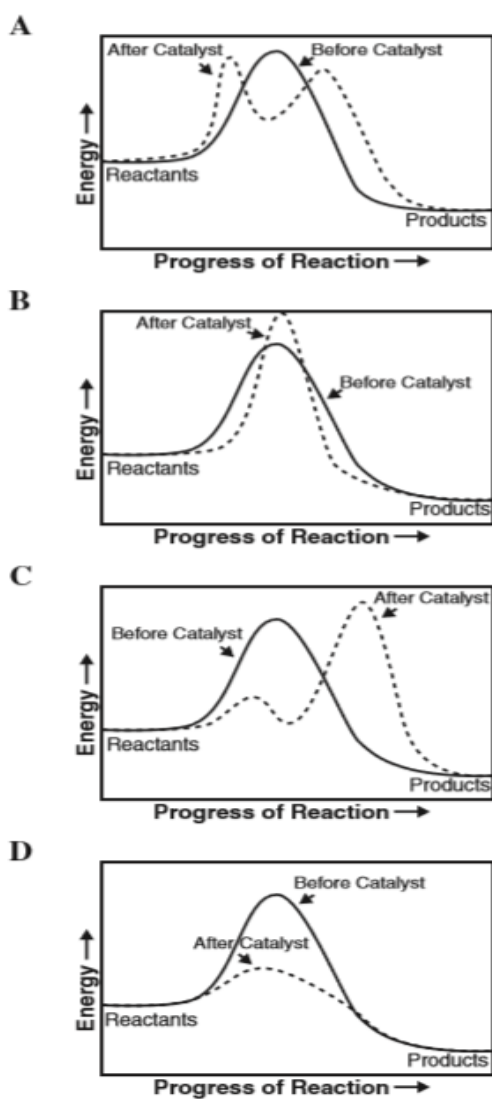 A
After Catalyst
Before Catalyst
Energy →
Reactants
Products
Progress of Reaction →
B
After Catalyst
Before Catalyst
Energy →
Reactants
Products
Progress of Reaction →
C
After Catalyst
Before Catalyst
Energy →
Reactants
Products
Progress of Reaction →
D
Before Catalyst
After Catalyst
Energy →
Reactants
Products
Progress of Reaction →